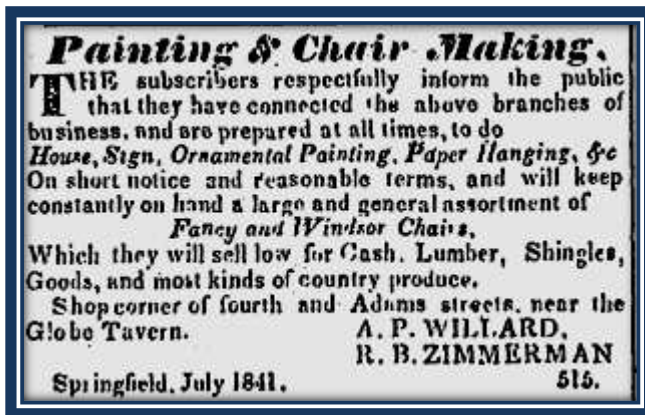 Painting & Chair Making.
THE subscribers respectfully inform the public
that they have connected the above branches of
business, and are prepared at all times, to do
House, Sign, Ornamental Painting, Paper Hanging, &c
On short notice and reasonable terms, and will keep
constantly on hand a large and general assortment of
Fancy and Windsor Chairs,
Which they will sell low for Cash. Lumber, Shingles,
Goods, and most kinds of country produce.
Shop corner of fourth and Adams streets, near the
Globe Tavern. A. P. WILLARD,
R. B. ZIMMERMAN
Springfield, July 1841. 515.